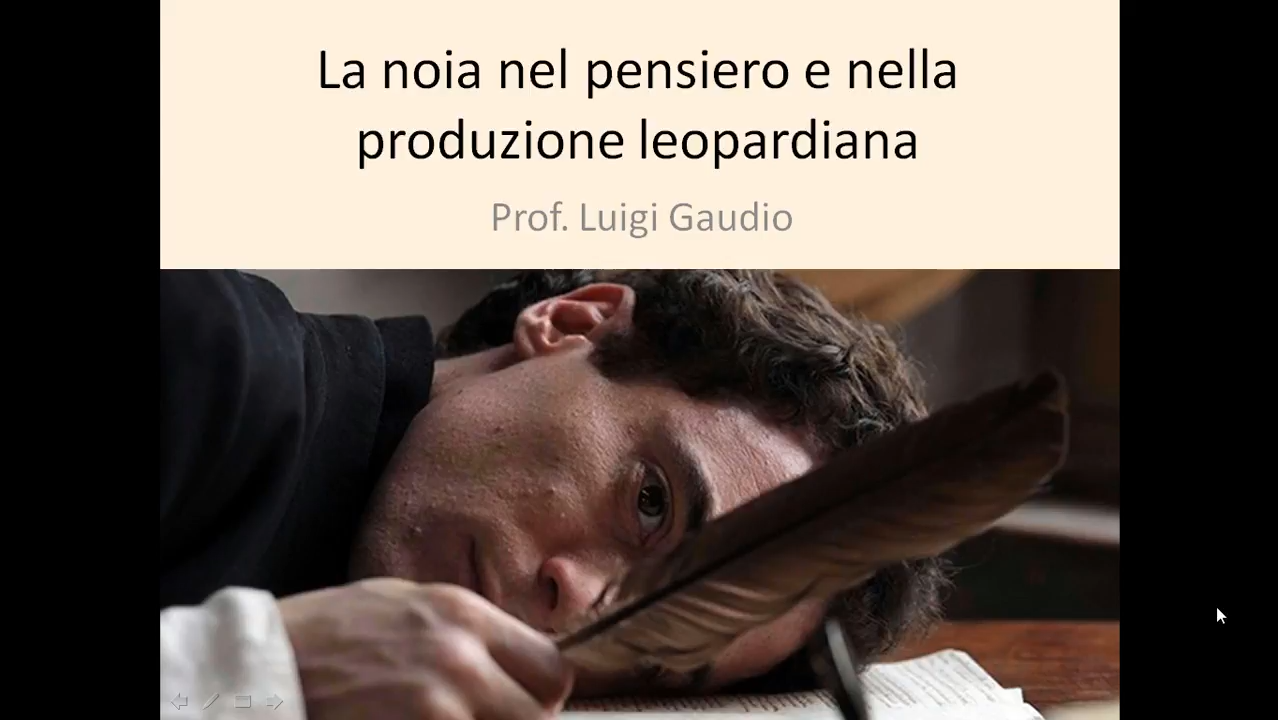 La noia nel pensiero e nella
produzione leopardiana
Prof. Luigi Gaudio